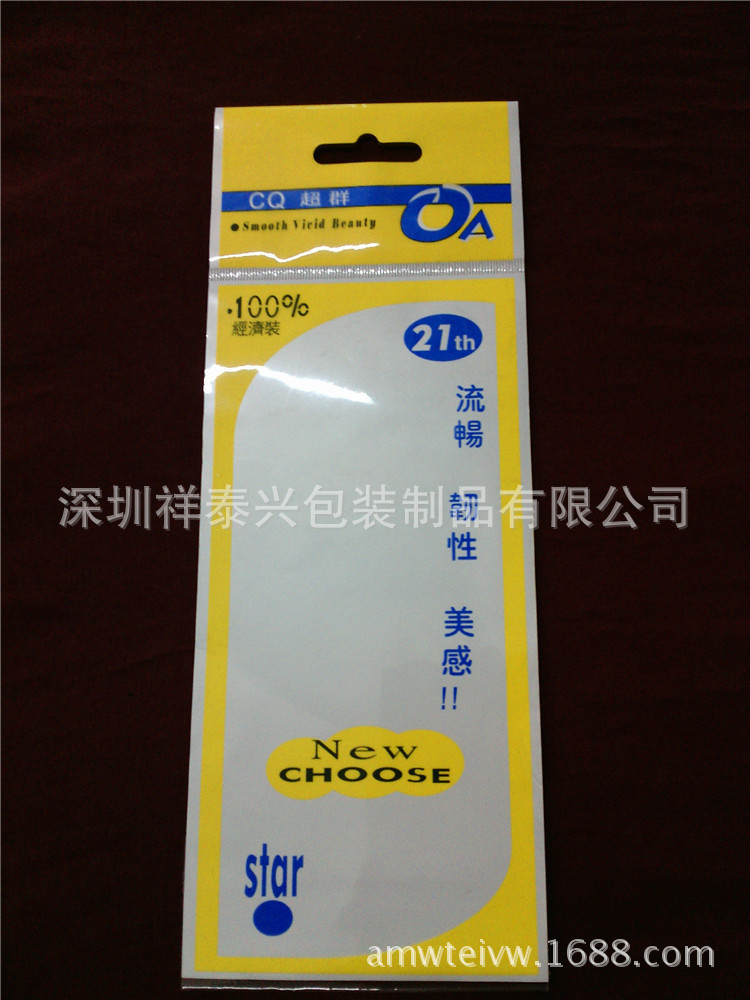 CQ 超群
OA
Smooth Vivid Beauty
100%
經濟裝
21th
流暢 韌性 美感!!
深圳祥泰兴包装制品有限公司
New
CHOOSE
star
amwteivw.1688.com